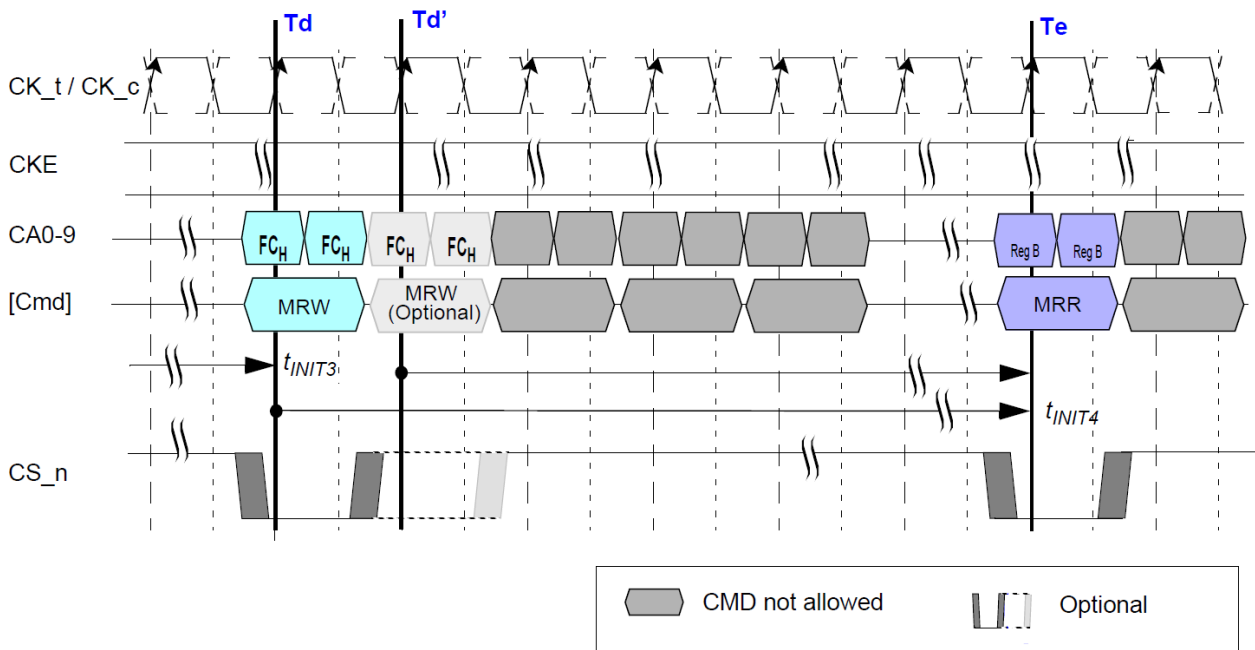 Td Td’ Te
CK_t / CK_c
CKE
CA0-9 FCH FCH FCH FCH Reg B Reg B
[Cmd] MRW MRW (Optional) MRR
tINIT3
tINIT4
CS_n
CMD not allowed Optional